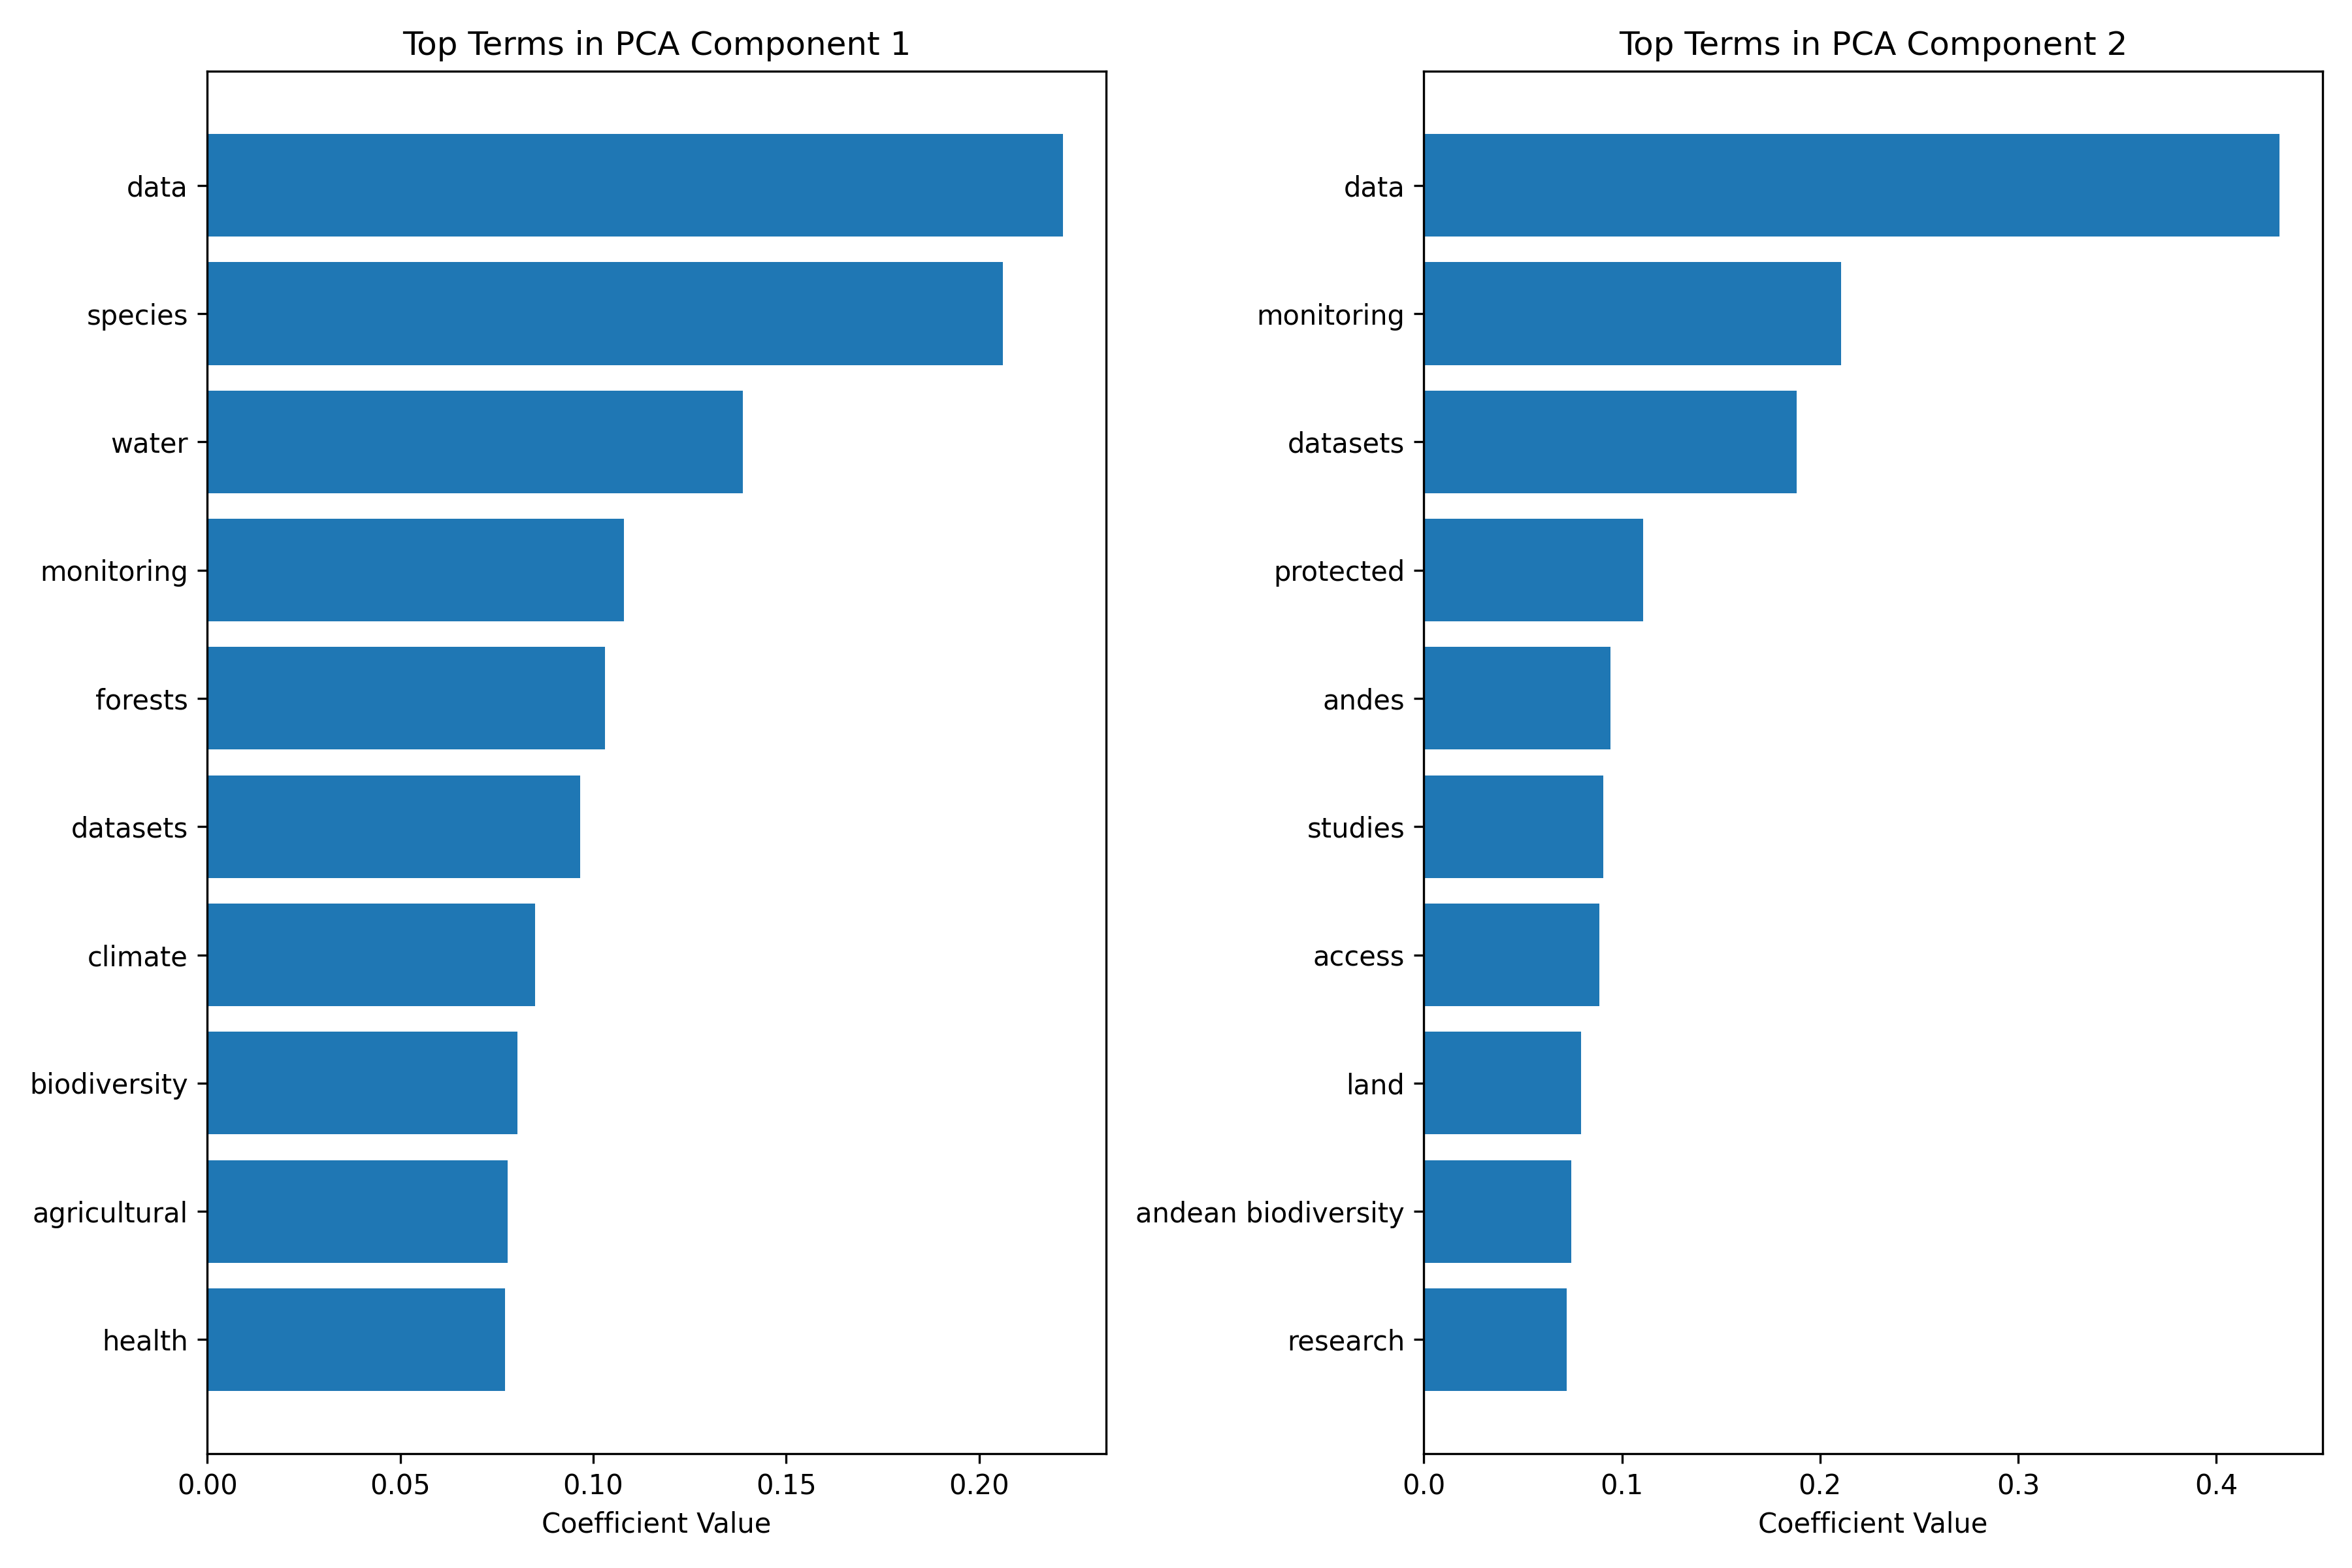 Top Terms in PCA Component 1
data
species
water
monitoring
forests
datasets
climate
biodiversity
agricultural
health
0.00 0.05 0.10 0.15 0.20
Coefficient Value
Top Terms in PCA Component 2
data
monitoring
datasets
protected
andes
studies
access
land
andean biodiversity
research
0.0 0.1 0.2 0.3 0.4
Coefficient Value